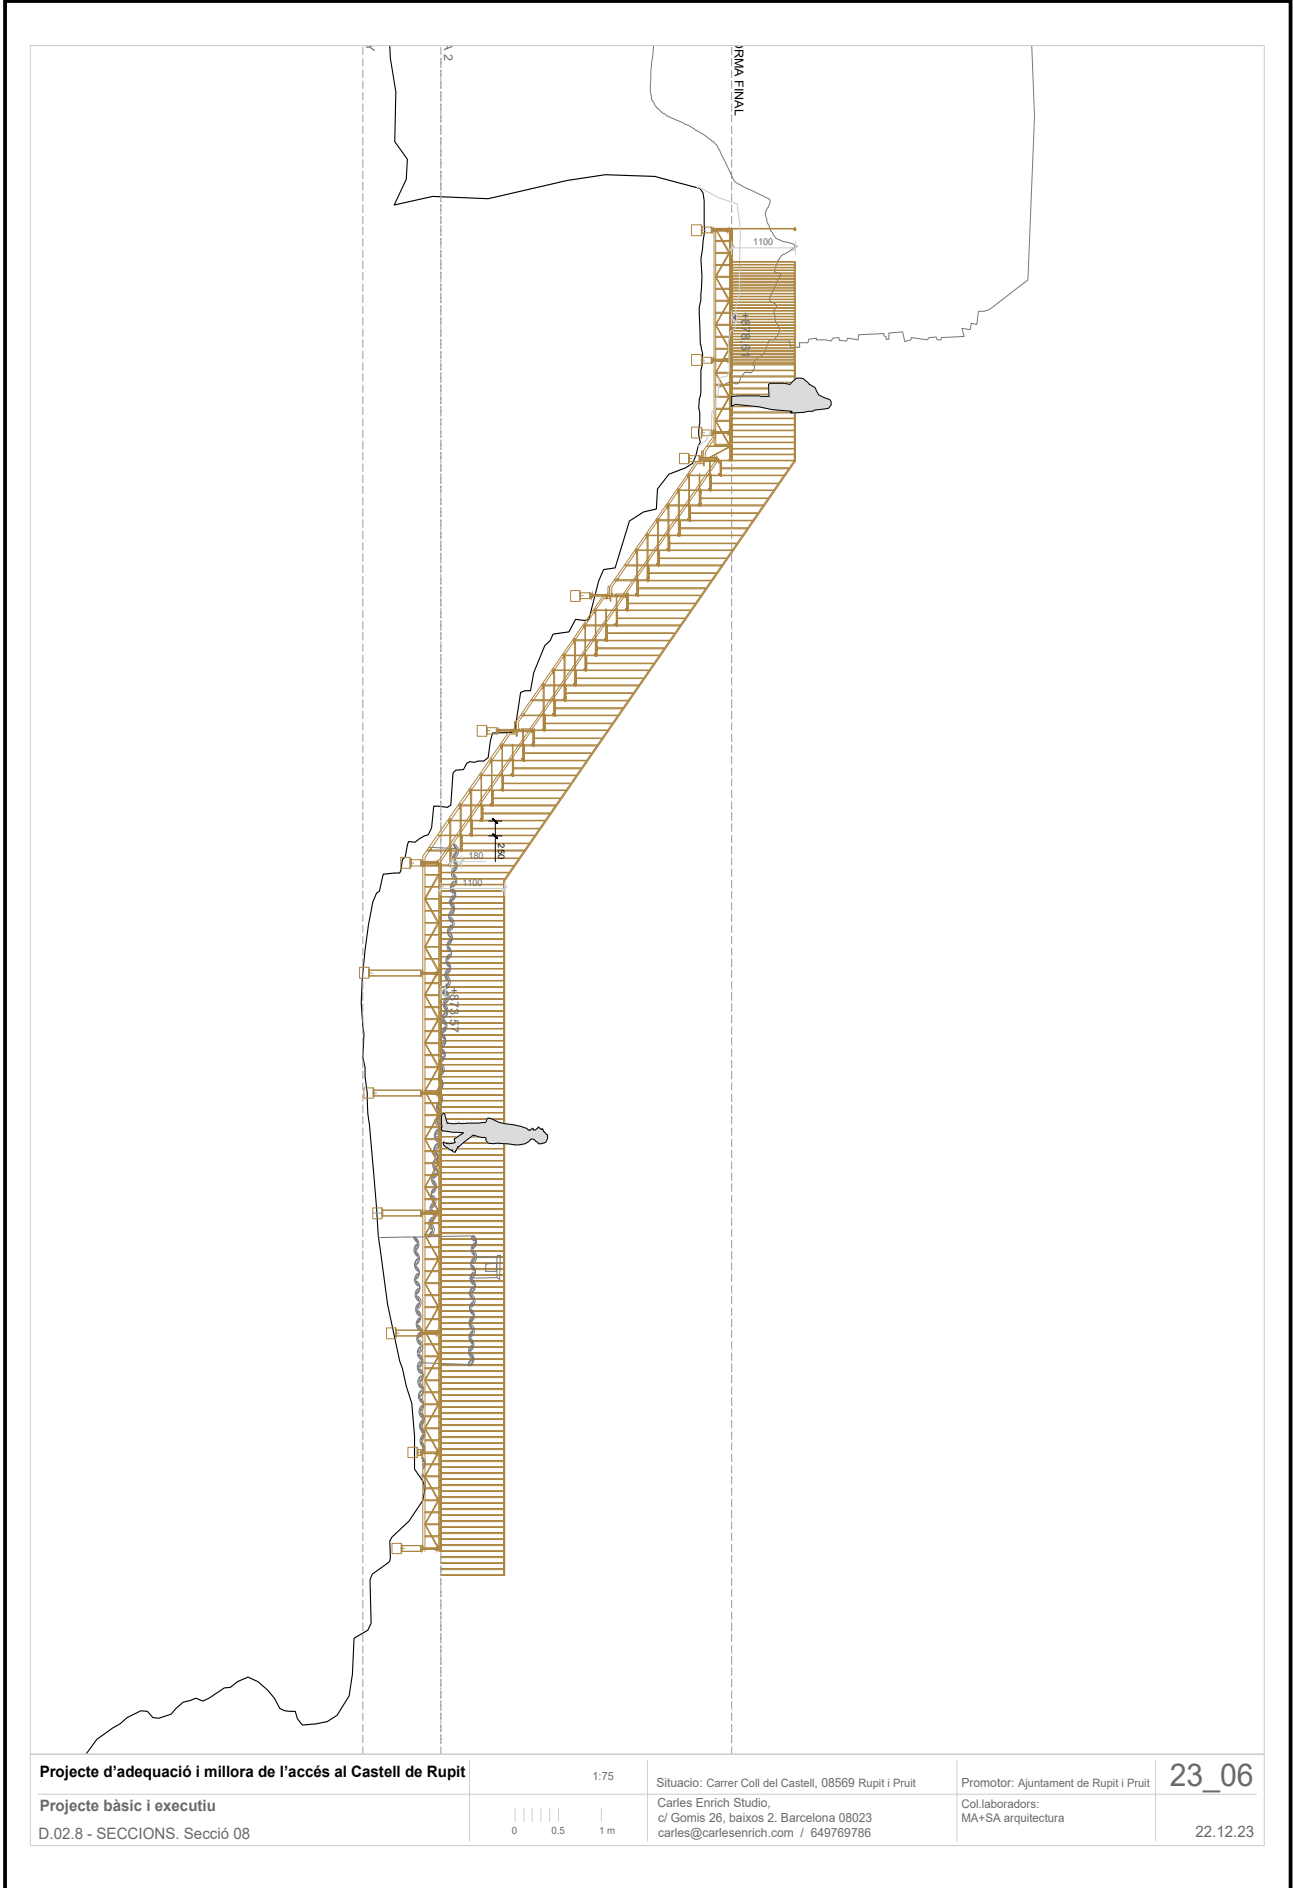 2
ORMA FINAL
1100
+878.81
250
180
1100
+873.57
Projecte d'adequació i millora de l'accés al Castell de Rupit
Projecte bàsic i executiu
D.02.8 - SECCIONS. Secció 08
1:75
0 0.5 1 m
Situacio: Carrer Coll del Castell, 08569 Rupit i Pruit
Carles Enrich Studio,
c/ Gomis 26, baixos 2. Barcelona 08023
carles@carlesenrich.com / 649769786
Promotor: Ajuntament de Rupit i Pruit
Col.laboradors:
MA+SA arquitectura
23_06
22.12.23